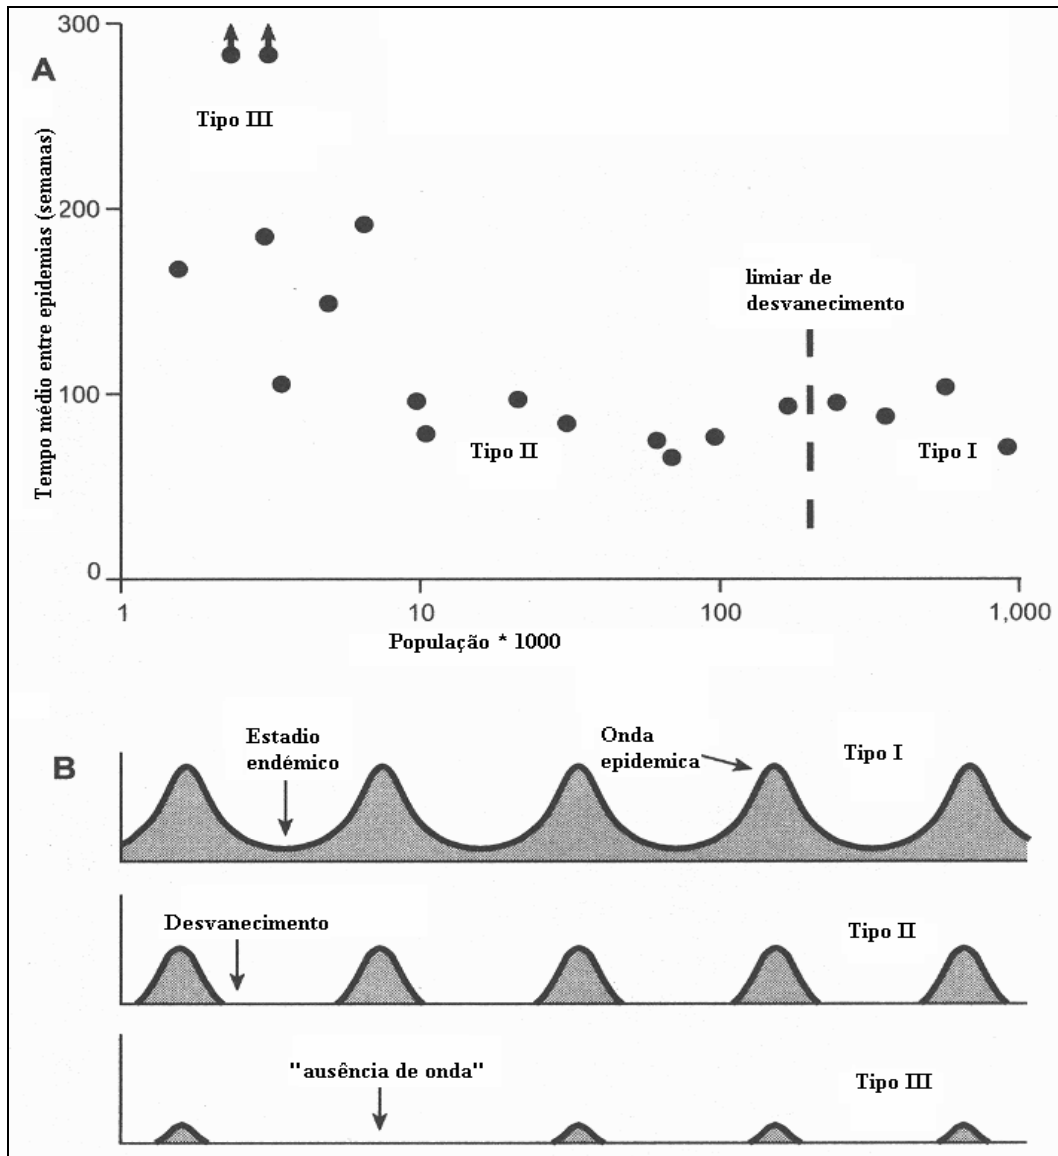 A
Tempo médio entre epidemias (semanas)
300
200
100
0
Tipo III
Tipo II
limiar de
desvanecimento
Tipo I
1
10
100
1,000
População * 1000
B
Estadio
endémico
Onda
epidemica
Tipo I
Desvanecimento
Tipo II
"ausência de onda"
Tipo III